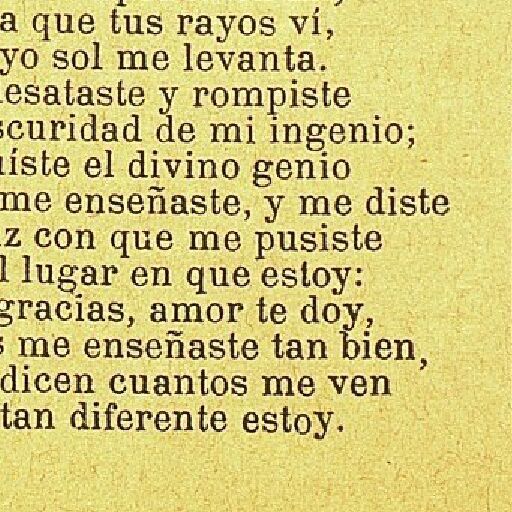 a que tus rayos ví,
yo sol me levanta.
esataste y rompiste
scuridad de mi ingenio;
íste el divino genio
me enseñaste, y me diste
z con que me pusiste
l lugar en que estoy:
gracias, amor te doy,
s me enseñaste tan bien,
dicen cuantos me ven
tan diferente estoy.